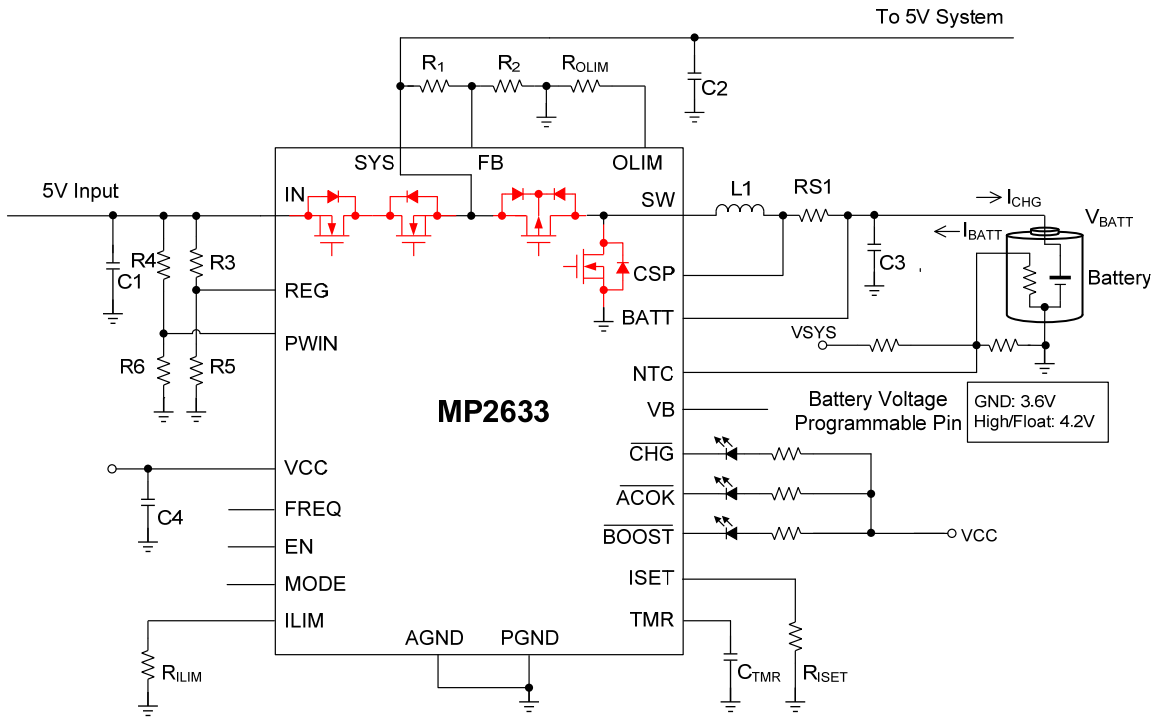 To 5V System
R1
R2
ROLIM
C2
SYS
FB
OLIM
5V Input
IN
SW
L1
RS1
ICHG
IBATT
VBATT
C1
R4
R3
REG
CSP
C3
Battery
BATT
VSYS
PWIN
R6
R5
NTC
MP2633
VB
Battery Voltage
Programmable Pin
GND: 3.6V
High/Float: 4.2V
CHG
VCC
C4
ACOK
FREQ
BOOST
VCC
EN
ISET
MODE
ILIM
TMR
AGND
PGND
RILIM
CTMR
RISET